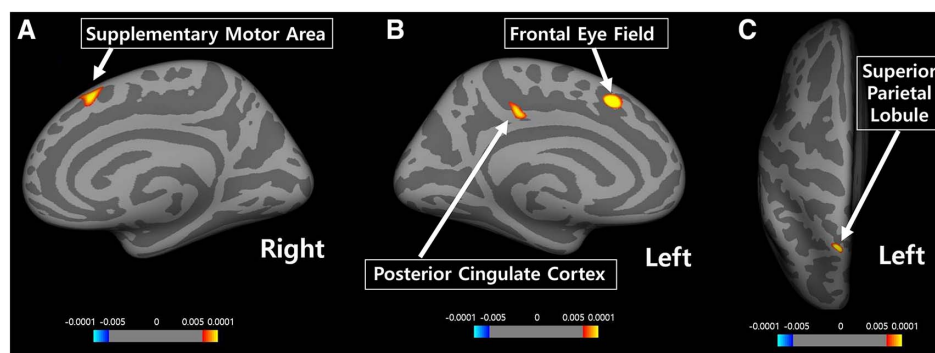 A
Supplementary Motor Area
Right
-0.0001 -0.005 0 0.005 0.0001
B
Frontal Eye Field
Posterior Cingulate Cortex
Left
-0.0001 -0.005 0 0.005 0.0001
C
Superior
Parietal
Lobule
Left
-0.0001 -0.005 0 0.005 0.0001